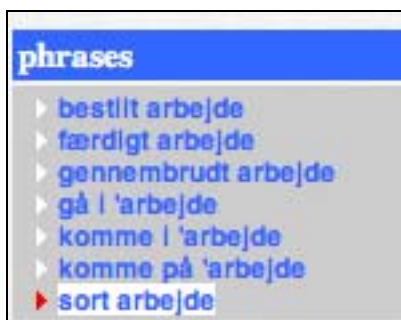 phrases
bestilt arbejde
færdigt arbejde
gennembrudt arbejde
gå i 'arbejde
komme i 'arbejde
komme på 'arbejde
sort arbejde